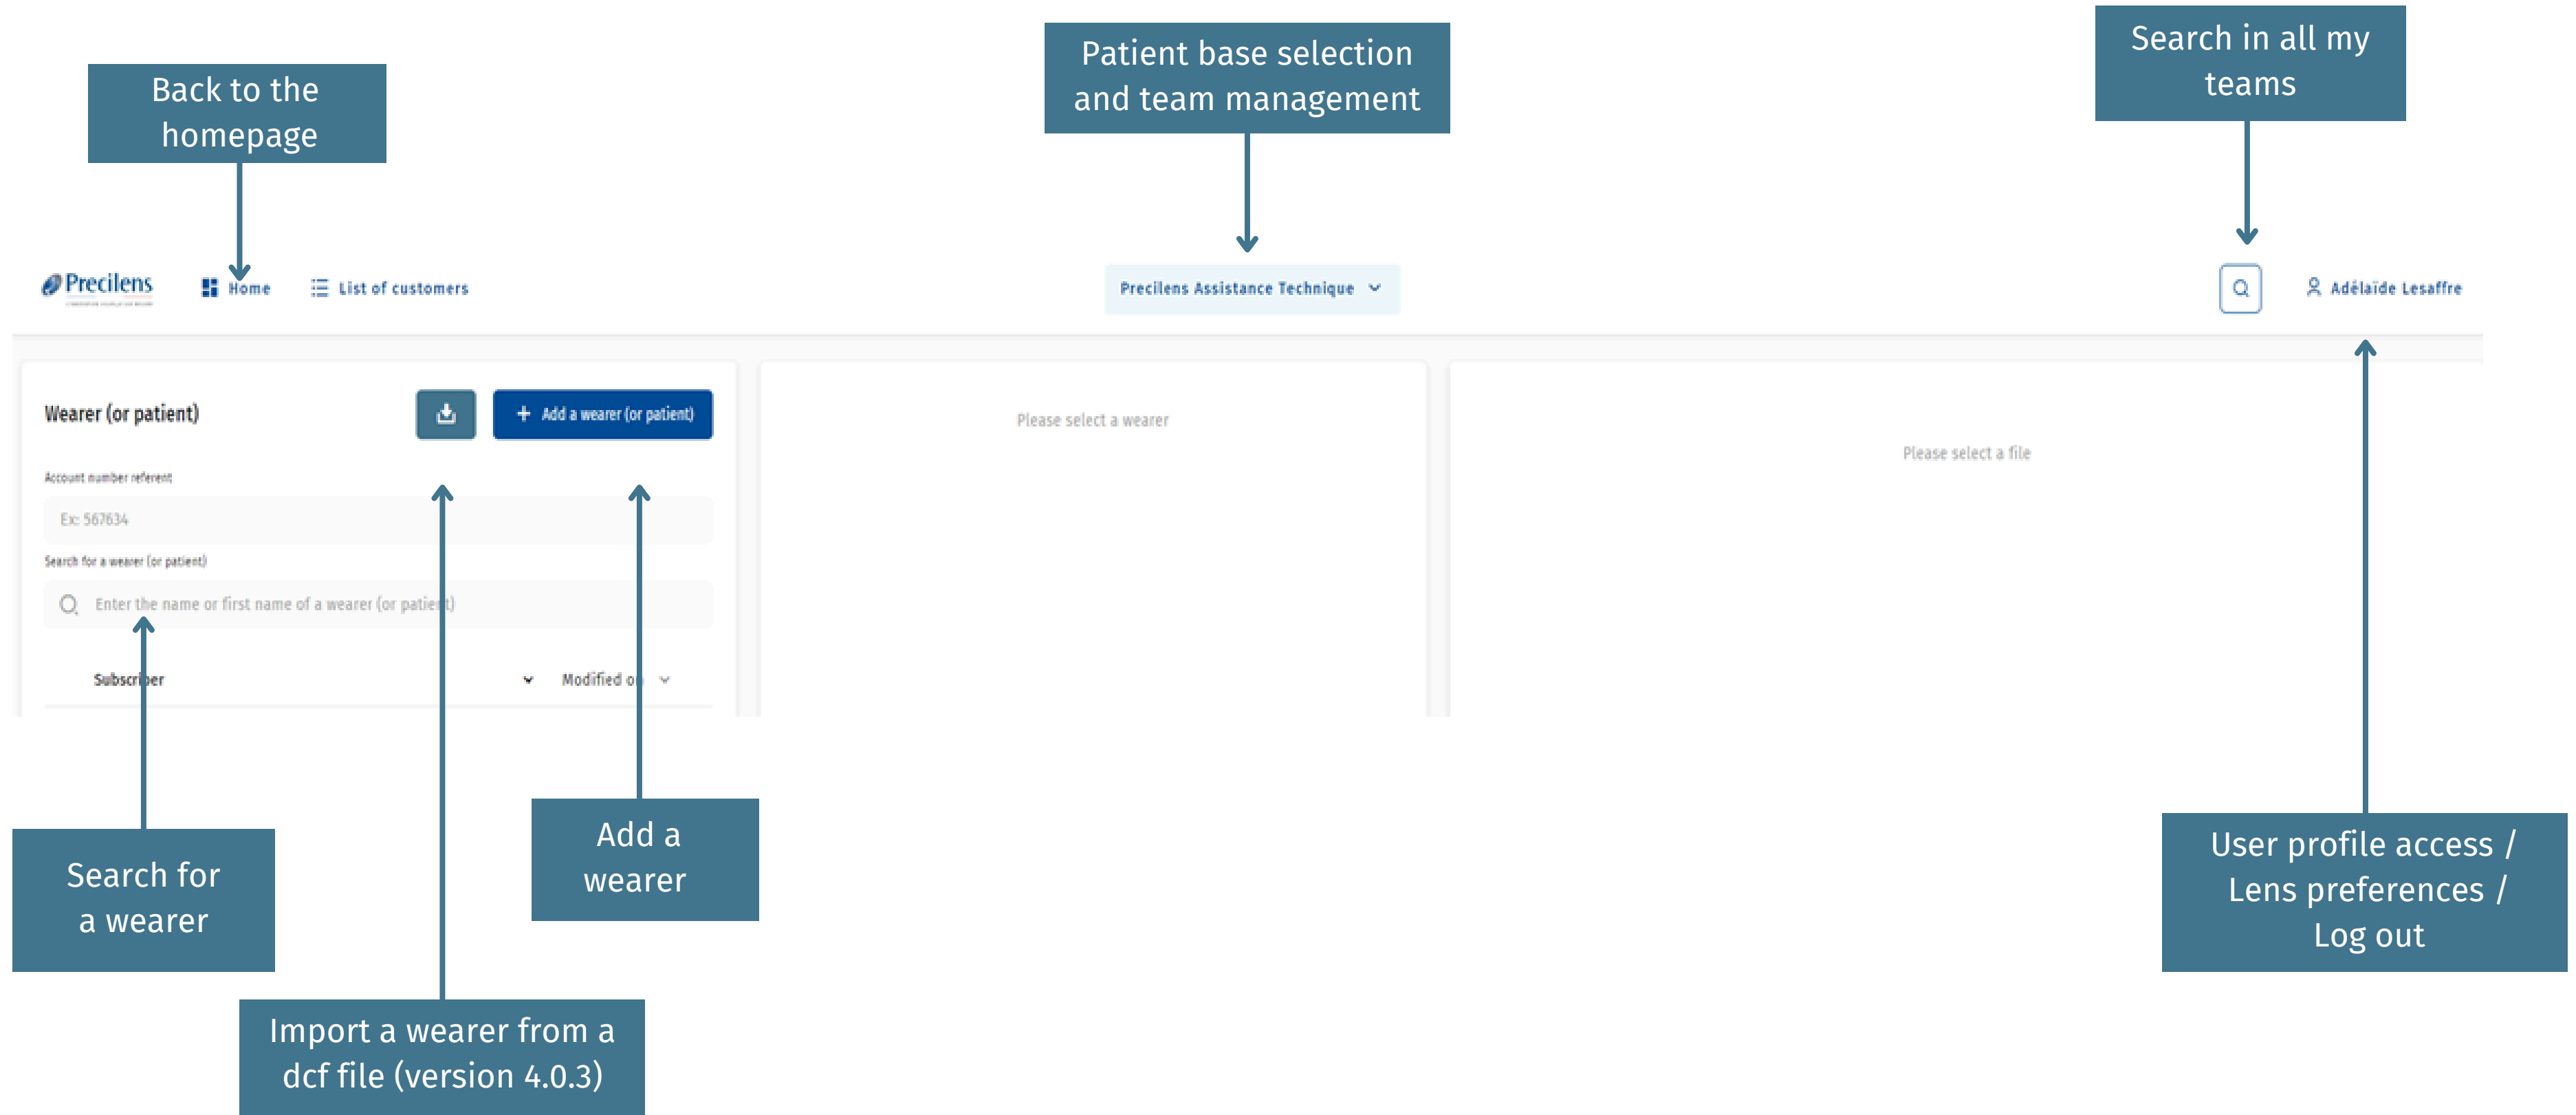 Back to the
homepage
Patient base selection
and team management
Search in all my
teams
Precilens
Home
List of customers
Precilens Assistance Technique
Adélaïde Lesaffre
Wearer (or patient)
+ Add a wearer (or patient)
Please select a wearer
Please select a file
Account number referent
Ex: 567634
Search for a wearer (or patient)
Enter the name or first name of a wearer (or patient)
Subscriber
Modified on
Search for
a wearer
Add a
wearer
User profile access /
Lens preferences /
Log out
Import a wearer from a
dcf file (version 4.0.3)